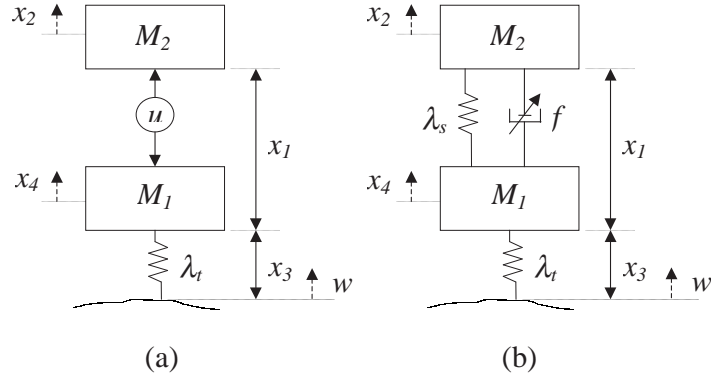 x₂
M₂
u
x₁
x₄
M₁
λₜ
x₃
w
(a)
x₂
M₂
λₛ
f
x₁
x₄
M₁
λₜ
x₃
w
(b)